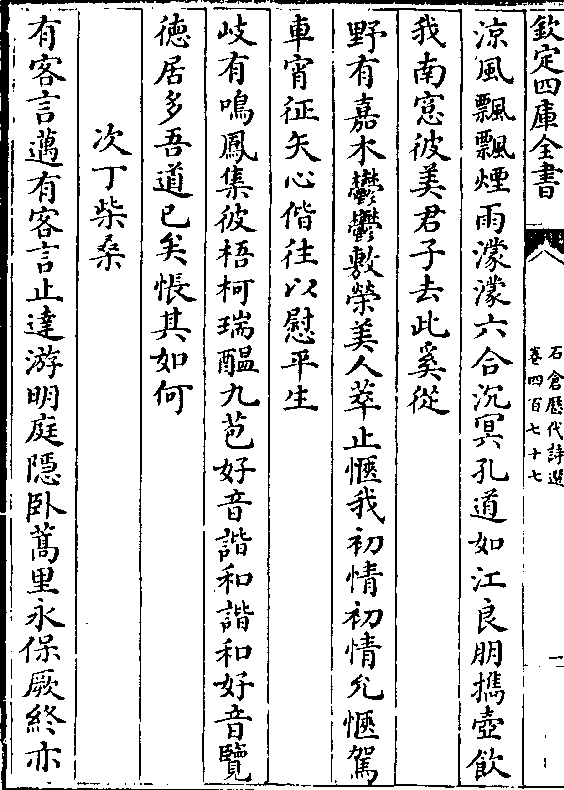 欽定四庫全書
石倉歷代詩選
卷四百七十七
一
涼風飄飄煙雨濛濛六合沉冥孔道如江良朋攜壺飲
我南窓彼美君子去此奚從
野有嘉木鬱鬱敷榮美人萃止愜我初情初情允愜駕
車宵征矢心偕往以慰平生
岐有鳴鳳集彼梧柯瑞醖九苞好音諧和諧和好音覽
徳居多吾道已矣悵其如何
次丁柴桑
有客言邁有客言止達游明庭隱卧蒿里永保厥終亦